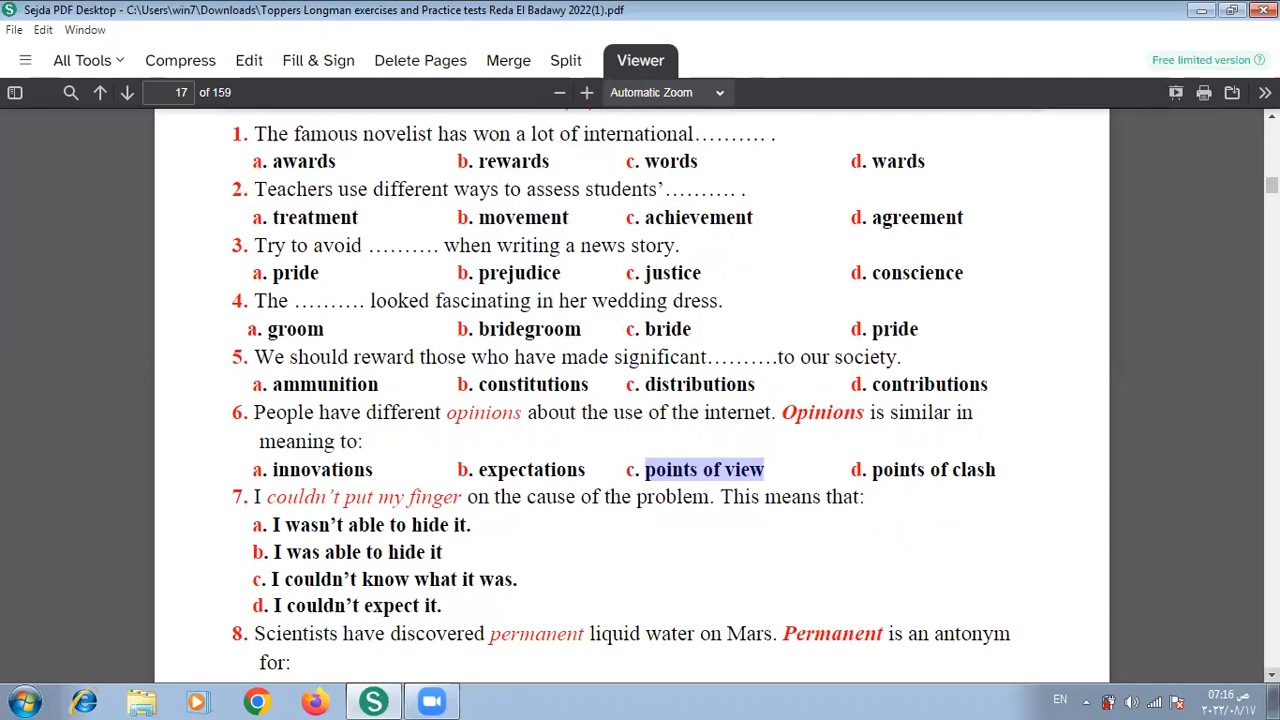 Sejda PDF Desktop - C:\Users\win7\Downloads\Toppers Longman exercises and Practice tests Reda El Badawy 2022(1).pdf
File Edit Window
All Tools Compress Edit Fill & Sign Delete Pages Merge Split Viewer Free limited version
17 of 159 Automatic Zoom
1. The famous novelist has won a lot of international………. .
a. awards b. rewards c. words d. wards
2. Teachers use different ways to assess students’………. .
a. treatment b. movement c. achievement d. agreement
3. Try to avoid ………. when writing a news story.
a. pride b. prejudice c. justice d. conscience
4. The ………. looked fascinating in her wedding dress.
a. groom b. bridegroom c. bride d. pride
5. We should reward those who have made significant……….to our society.
a. ammunition b. constitutions c. distributions d. contributions
6. People have different opinions about the use of the internet. Opinions is similar in
meaning to:
a. innovations b. expectations c. points of view d. points of clash
7. I couldn’t put my finger on the cause of the problem. This means that:
a. I wasn’t able to hide it.
b. I was able to hide it
c. I couldn’t know what it was.
d. I couldn’t expect it.
8. Scientists have discovered permanent liquid water on Mars. Permanent is an antonym
for:
EN 07:16 ص
٢٠٢٢/٠٨/١٧